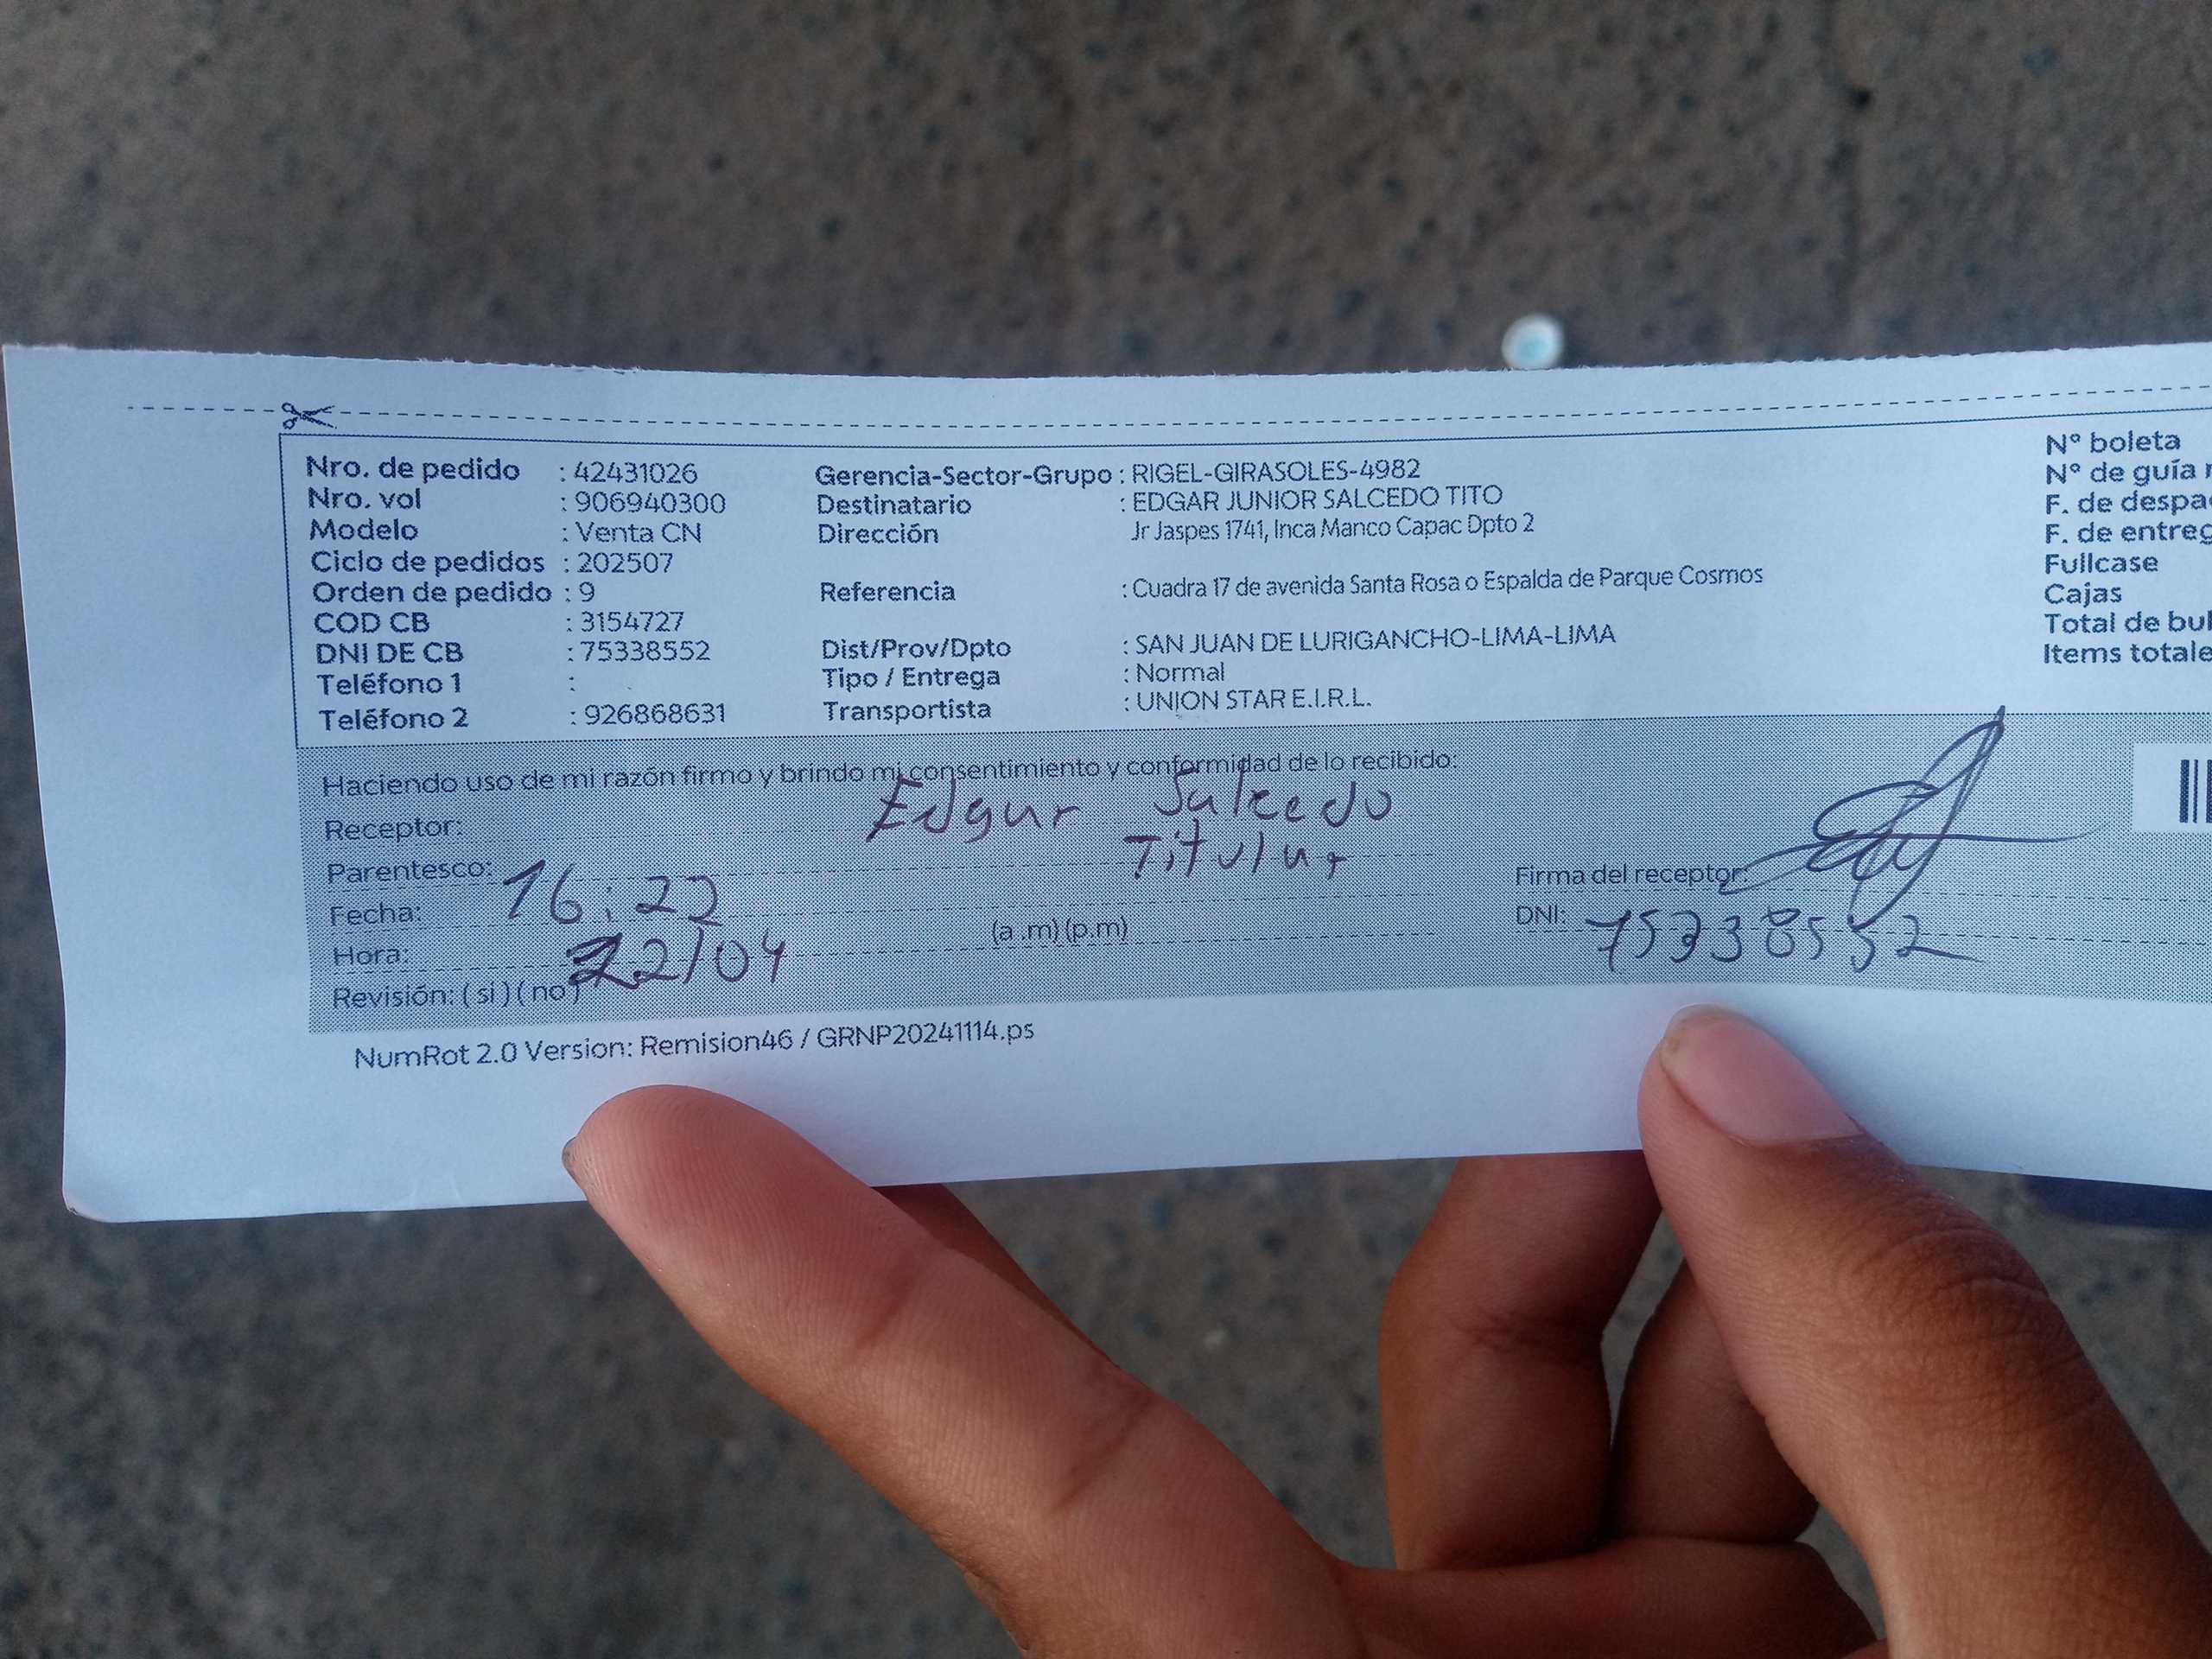 Nro. de pedido : 42431026
Nro. vol : 906940300
Modelo : Venta CN
Ciclo de pedidos : 202507
Orden de pedido : 9
COD CB : 3154727
DNI DE CB : 75338552
Teléfono 1 :
Teléfono 2 : 926868631
Gerencia-Sector-Grupo : RIGEL-GIRASOLES-4982
Destinatario : EDGAR JUNIOR SALCEDO TITO
Dirección Jr Jaspes 1741, Inca Manco Capac Dpto 2
Referencia : Cuadra 17 de avenida Santa Rosa o Espalda de Parque Cosmos
Dist/Prov/Dpto : SAN JUAN DE LURIGANCHO-LIMA-LIMA
Tipo / Entrega : Normal
Transportista : UNION STAR E.I.R.L.
N° boleta
N° de guía
F. de
F. de
Fullcase
Cajas
Total de
Items
Haciendo uso de mi razón firmo y brindo mi consentimiento y conformidad de lo recibido:
Receptor: Edgar Salcedo
Parentesco: Titular
Fecha: 16:22
Hora: 22/04 (a .m) (p.m)
Revisión: ( si ) ( no )
Firma del receptor:
DNI: 75338552
NumRot 2.0 Version: Remision46 / GRNP20241114.ps